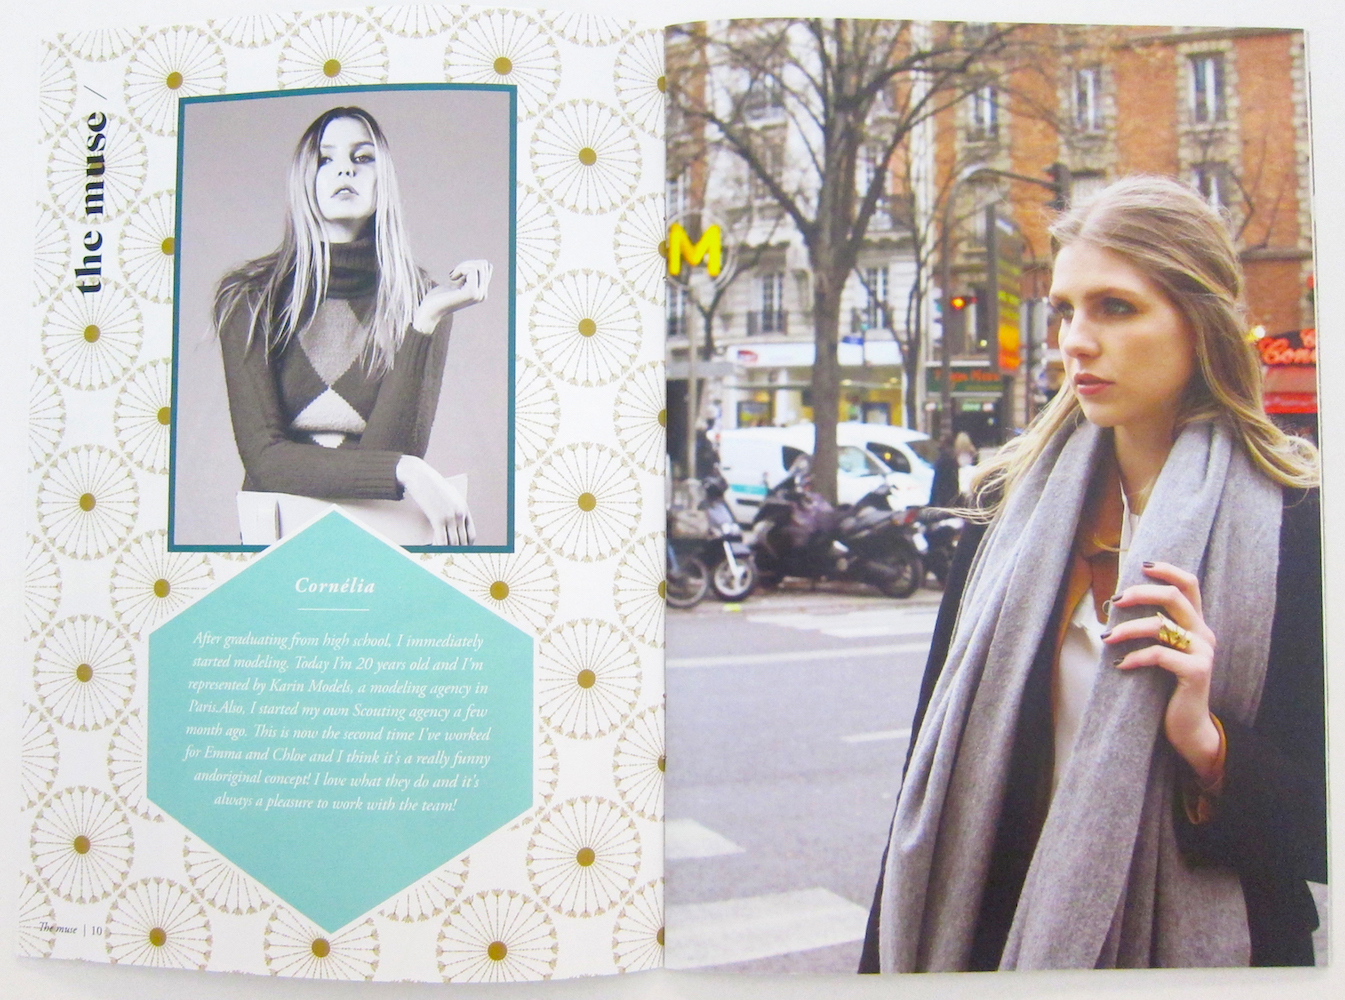 the muse /
Cornélia
After graduating from high school, I immediately
started modeling. Today I'm 20 years old and I'm
represented by Karin Models, a modeling agency in
Paris.Also, I started my own Scouting agency a few
month ago. This is now the second time I've worked
for Emma and Chloe and I think it's a really funny
andoriginal concept! I love what they do and it's
always a pleasure to work with the team!
The muse | 10
M